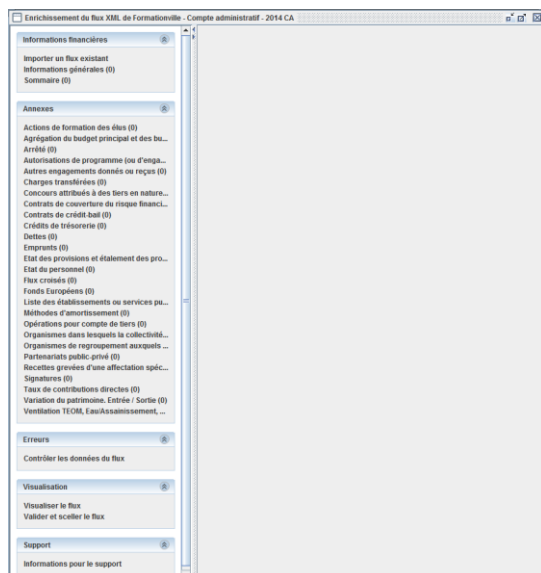 Enrichissement du flux XML de Formationville - Compte administratif - 2014 CA
Informations financières
Importer un flux existant
Informations générales (0)
Sommaire (0)
Annexes
Actions de formation des élus (0)
Agrégation du budget principal et des bu...
Arrêté (0)
Autorisations de programme (ou d'enga...
Autres engagements donnés ou reçus (0)
Charges transférées (0)
Concours attribués à des tiers en nature...
Contrats de couverture du risque financi...
Contrats de crédit-bail (0)
Crédits de trésorerie (0)
Dettes (0)
Emprunts (0)
Etat des provisions et étalement des pro...
Etat du personnel (0)
Flux croisés (0)
Fonds Européens (0)
Liste des établissements ou services pu...
Méthodes d'amortissement (0)
Opérations pour compte de tiers (0)
Organismes dans lesquels la collectivité...
Organismes de regroupement auxquels ...
Partenariats public-privé (0)
Recettes grevées d'une affectation spéc...
Signatures (0)
Taux de contributions directes (0)
Variation du patrimoine. Entrée / Sortie (0)
Ventilation TEOM, Eau/Assainissement, ...
Erreurs
Contrôler les données du flux
Visualisation
Visualiser le flux
Valider et sceller le flux
Support
Informations pour le support